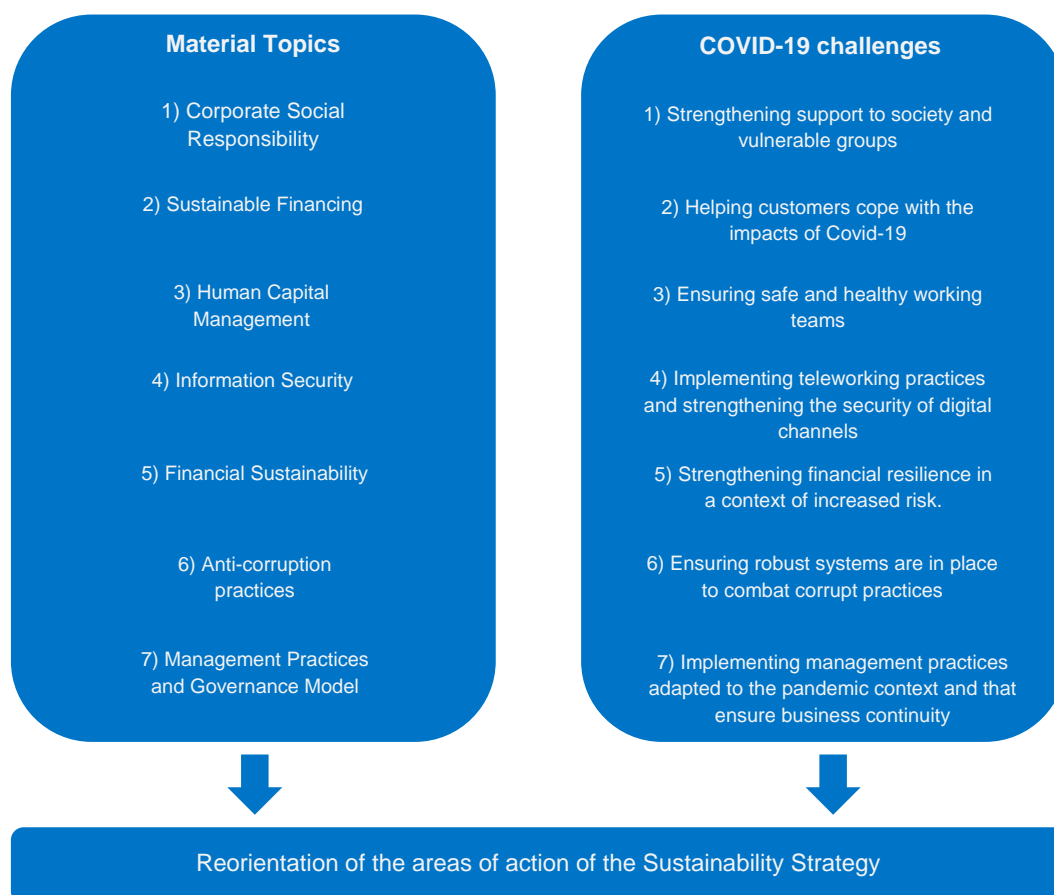 Material Topics
1) Corporate Social
Responsibility
2) Sustainable Financing
3) Human Capital
Management
4) Information Security
5) Financial Sustainability
6) Anti-corruption
practices
7) Management Practices
and Governance Model
COVID-19 challenges
1) Strengthening support to society and
vulnerable groups
2) Helping customers cope with the
impacts of Covid-19
3) Ensuring safe and healthy working
teams
4) Implementing teleworking practices
and strengthening the security of digital
channels
5) Strengthening financial resilience in
a context of increased risk.
6) Ensuring robust systems are in place
to combat corrupt practices
7) Implementing management practices
adapted to the pandemic context and that
ensure business continuity
Reorientation of the areas of action of the Sustainability Strategy